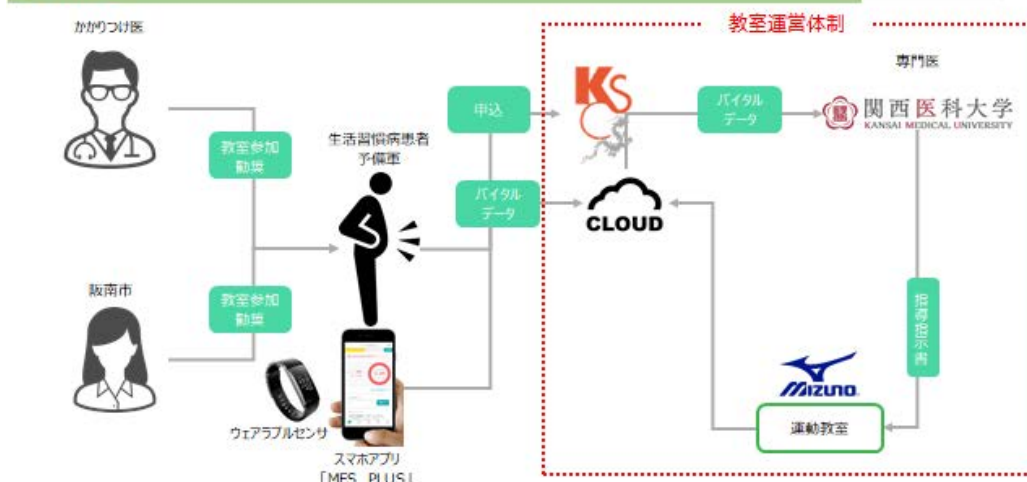 教室運営体制
かかりつけ医
専門医
申込
バイタル
データ
関西医科大学
KANSAI MEDICAL UNIVERSITY
KSC
教室参加
勧奨
生活習慣病患者
予備軍
バイタル
データ
CLOUD
阪南市
教室参加
勧奨
指導指示書
MIZUNO
運動教室
ウェアラブルセンサ
スマホアプリ
「MES PLUS」